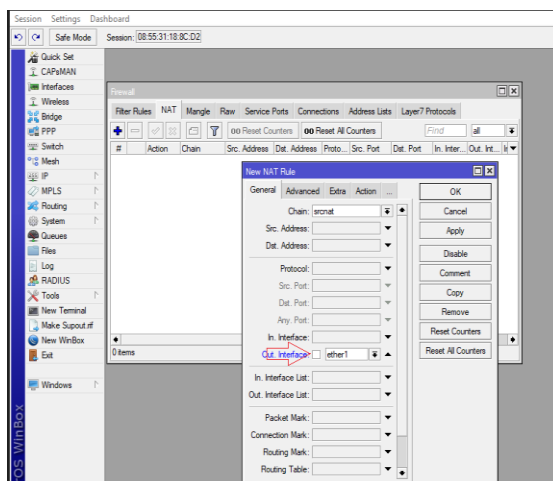 Session Settings Dashboard
Safe Mode Session: 08:55:31:18:8C:D2
Quick Set
CAPsMAN
Interfaces
Wireless
Bridge
PPP
Switch
Mesh
IP
MPLS
Routing
System
Queues
Files
Log
RADIUS
Tools
New Terminal
Make Supout.rif
New WinBox
Exit
Windows
OS WinBox
Firewall
Filter Rules NAT Mangle Raw Service Ports Connections Address Lists Layer7 Protocols
00 Reset Counters 00 Reset All Counters Find all
# Action Chain Src. Address Dst. Address Proto... Src. Port Dst. Port In. Inter... Out. Int...
0 items
New NAT Rule
General Advanced Extra Action ...
Chain: srcnat
Src. Address:
Dst. Address:
Protocol:
Src. Port:
Dst. Port:
Any. Port:
In. Interface:
Out. Interface: ether1
In. Interface List:
Out. Interface List:
Packet Mark:
Connection Mark:
Routing Mark:
Routing Table:
OK
Cancel
Apply
Disable
Comment
Copy
Remove
Reset Counters
Reset All Counters